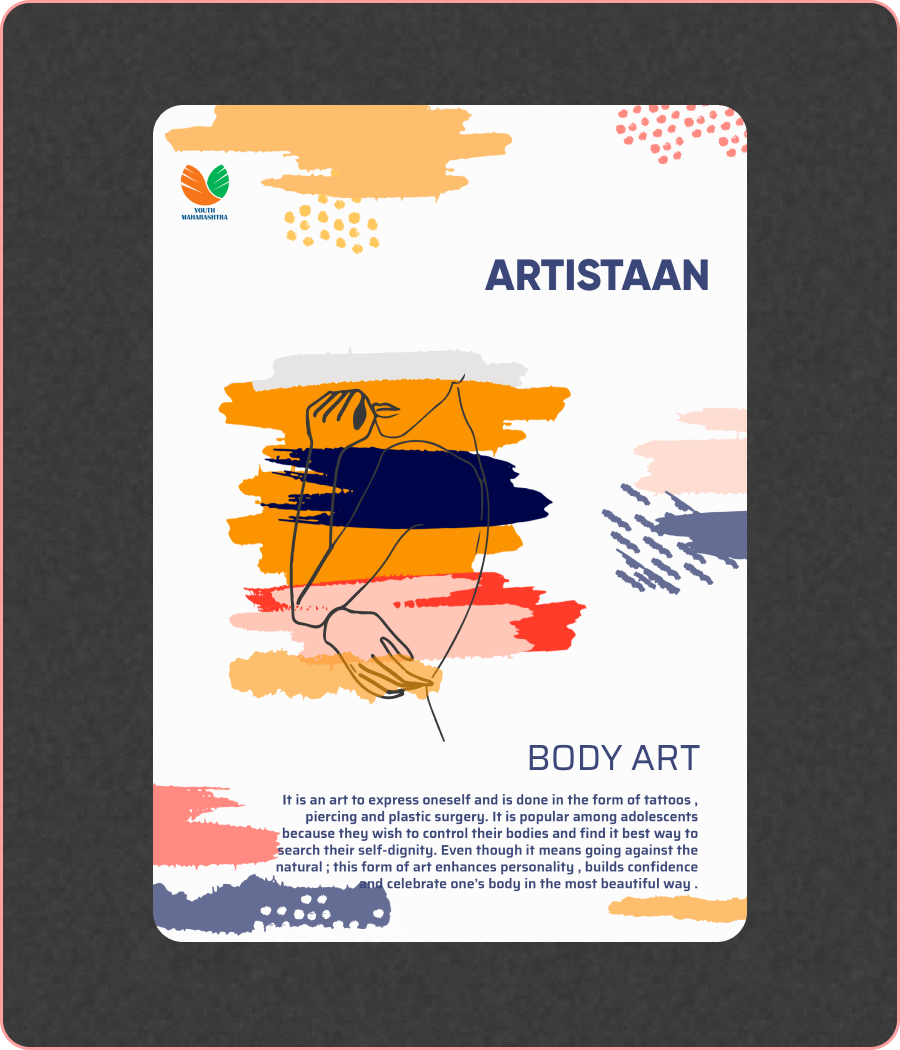 YOUTH
MAHARASHTRA
ARTISTAAN
BODY ART
It is an art to express oneself and is done in the form of tattoos ,
piercing and plastic surgery. It is popular among adolescents
because they wish to control their bodies and find it best way to
search their self-dignity. Even though it means going against the
natural ; this form of art enhances personality , builds confidence
and celebrate one's body in the most beautiful way .